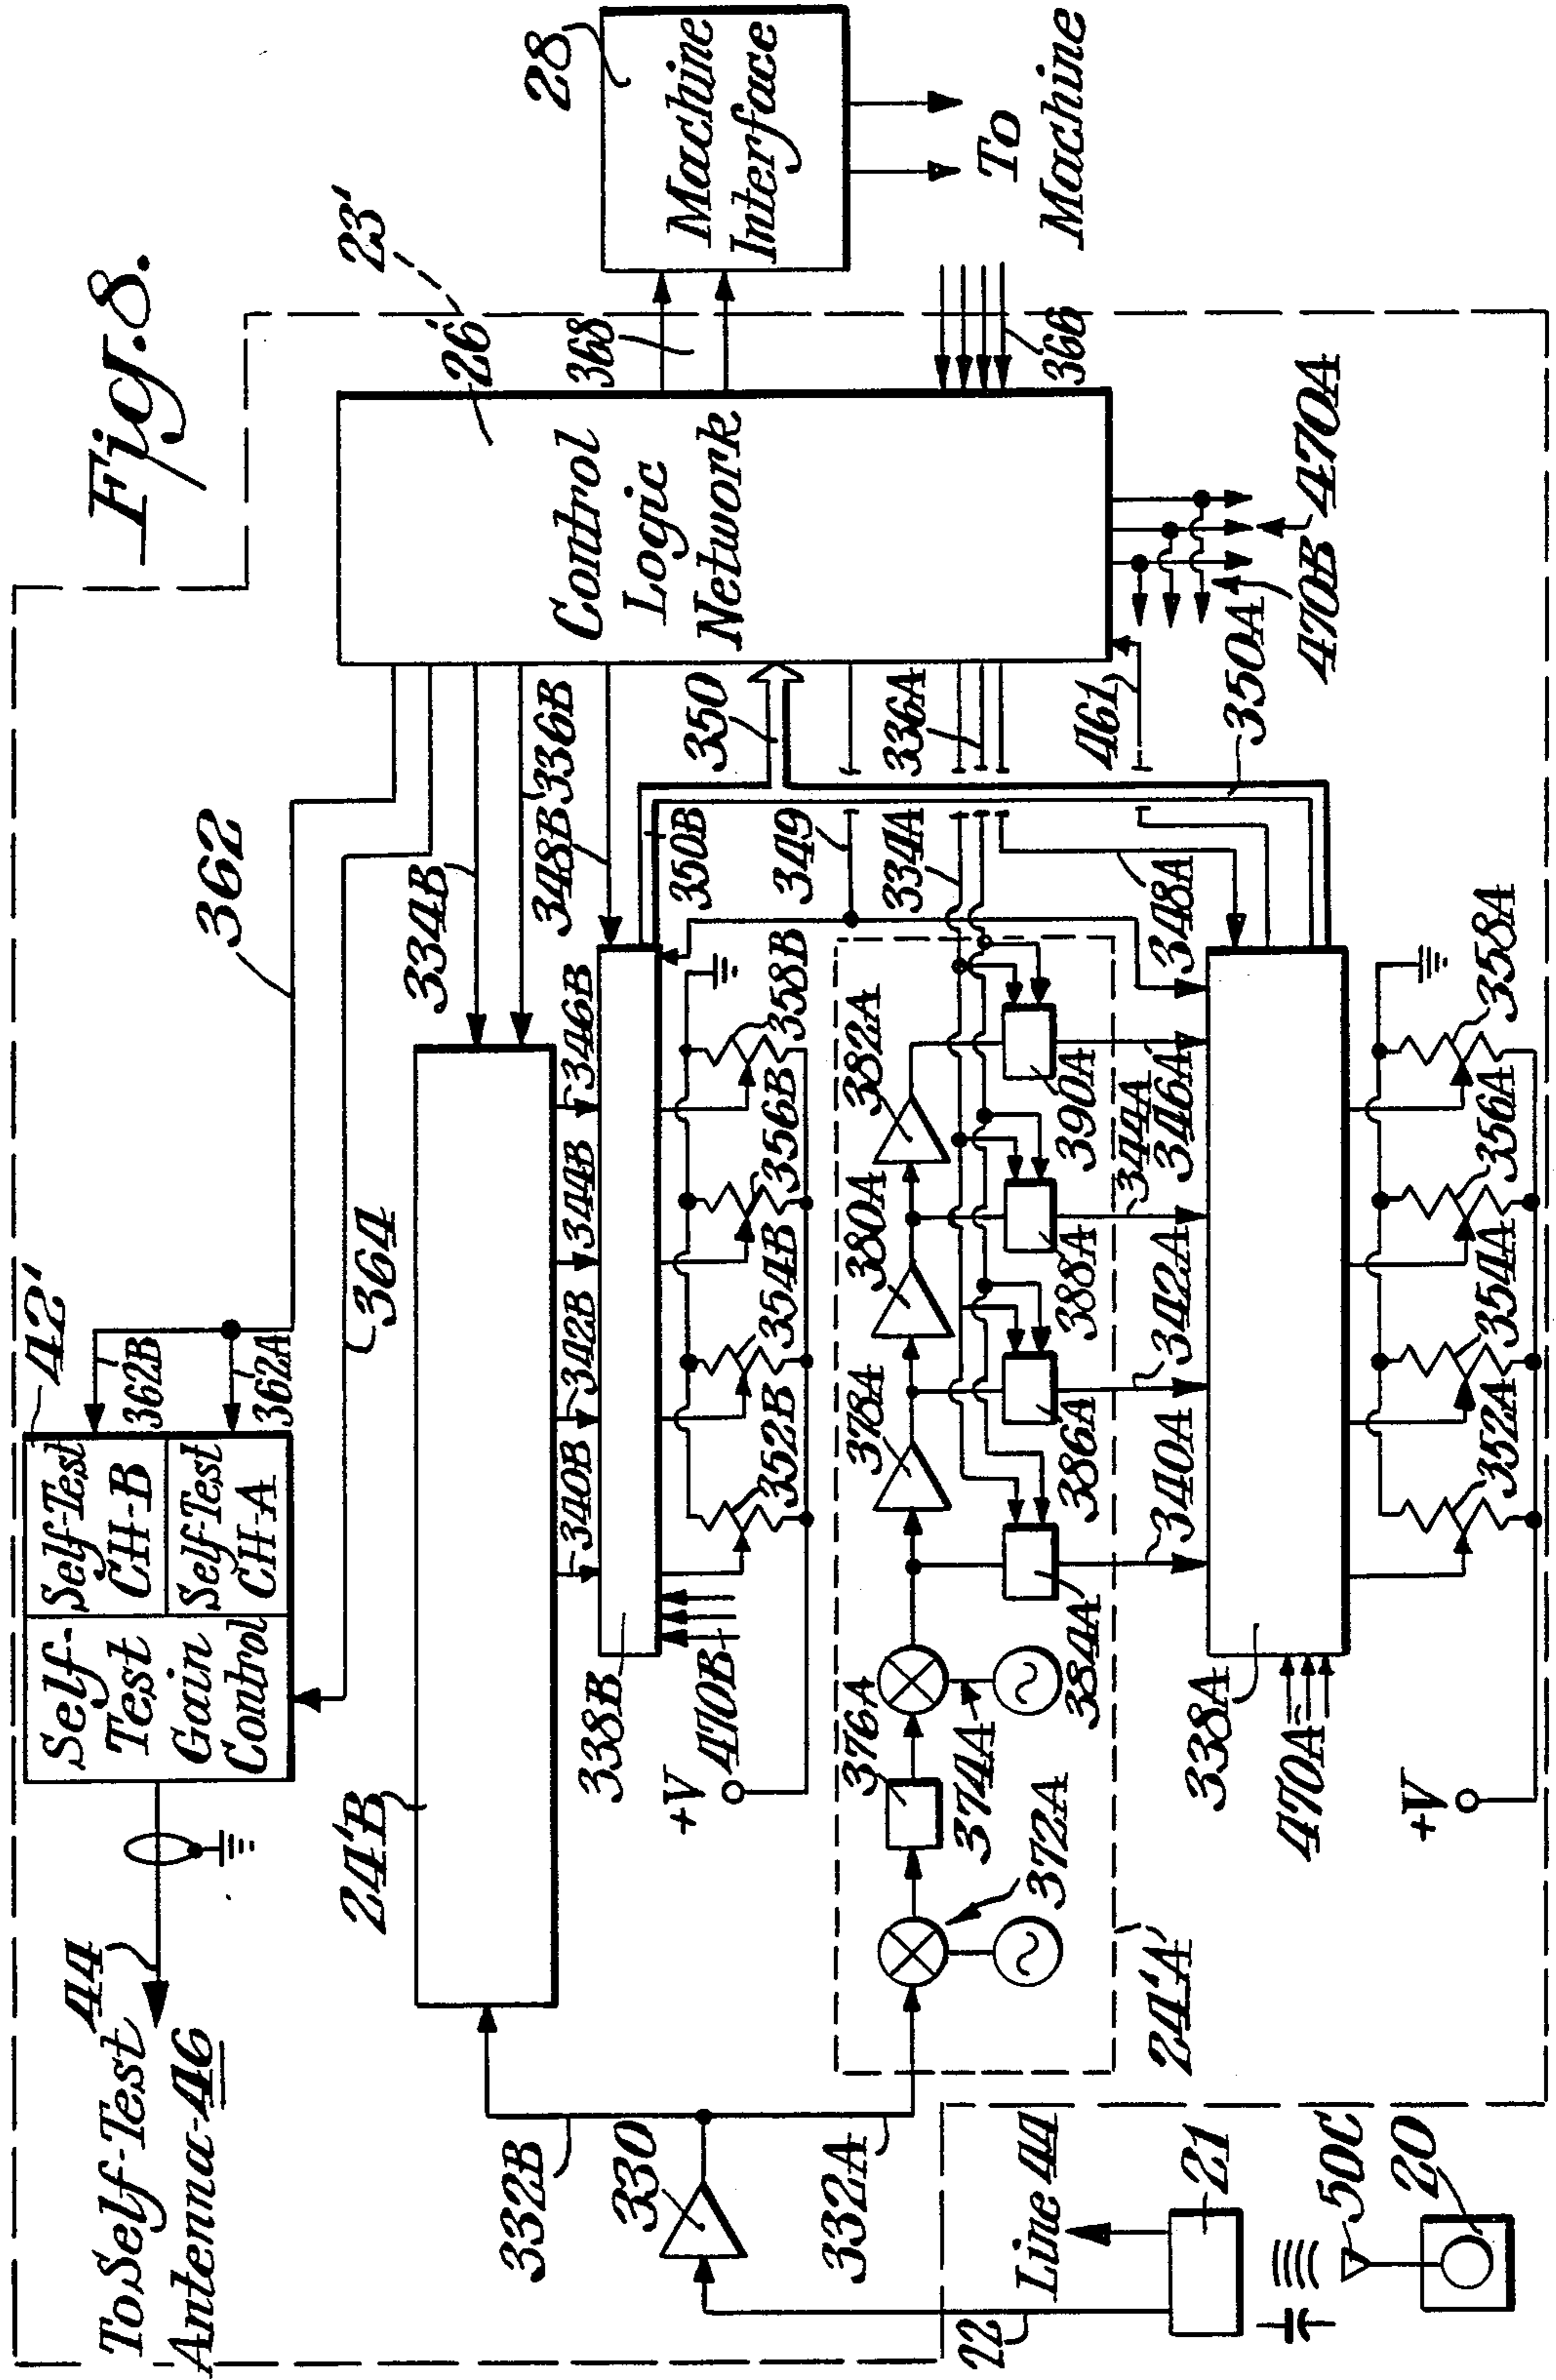 Fig. 8.
To Self-Test
Antenna 46
44
Self-
Test
Gain
Control
Self-Test
CH-B
Self-Test
CH-A
42'
362B
362A
362
364
23'
26'
Control
Logic
Network
368
28
Machine
Interface
To
Machine
366
470A
470B
350A
461
336A
334A
350
349
350B
348B
336B
334B
24'B
340B
342B
344B
346B
338B
470B
+V
352B
354B
356B
358B
332B
330
332A
376A
374A
372A
24'A
378A
380A
382A
384A
386A
388A
390A
340A
342A
344A
346A
348A
338A
470A
+V
352A
354A
356A
358A
22
Line 44
21
50C
20